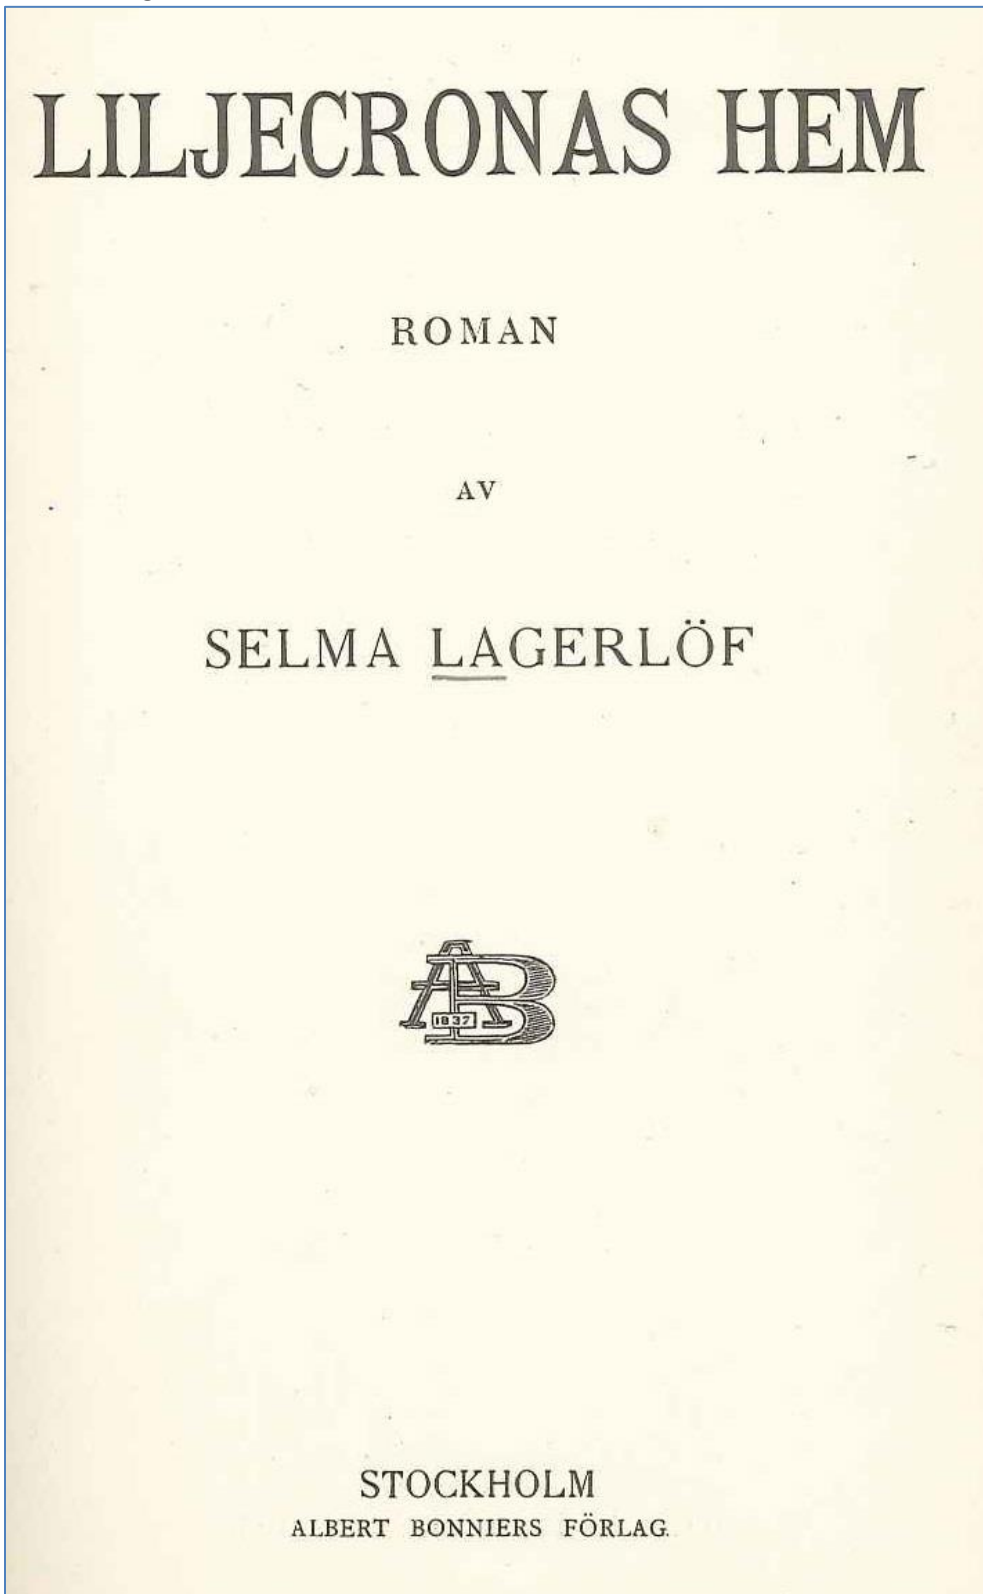 LILJECRONAS HEM
ROMAN
AV
SELMA LAGERLÖF
AB
1837
STOCKHOLM
ALBERT BONNIERS FÖRLAG.